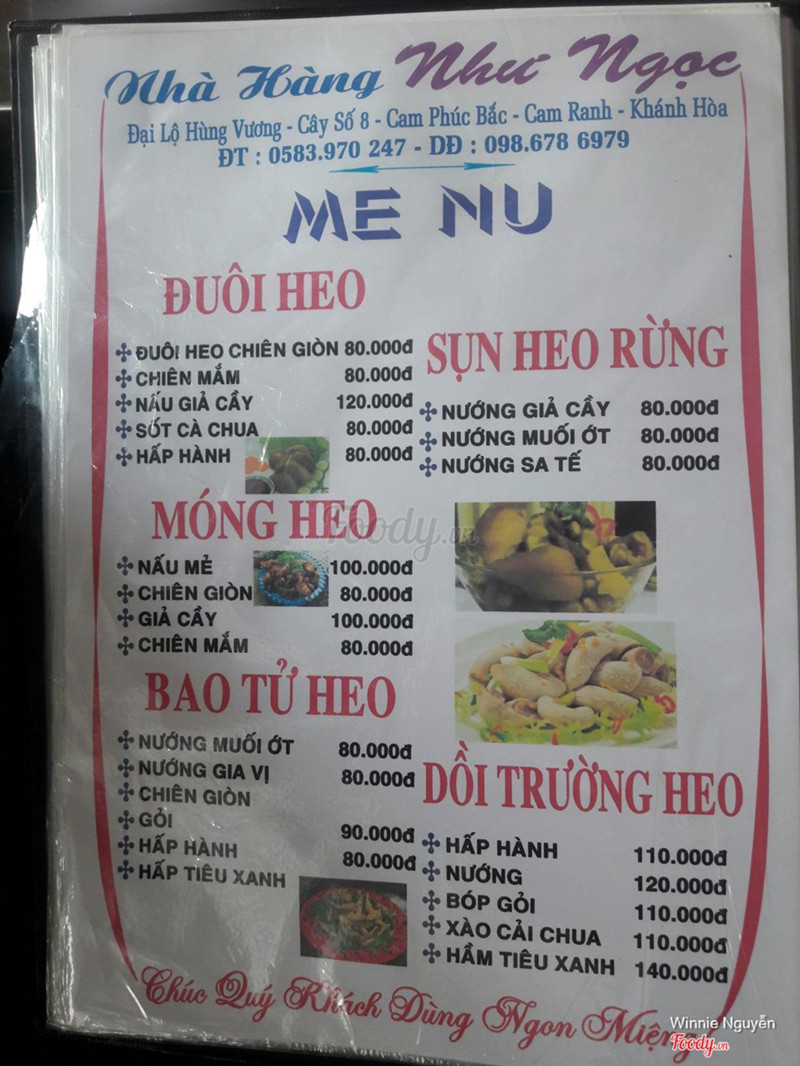 Nhà Hàng Như Ngọc
Đại Lộ Hùng Vương - Cây Số 8 - Cam Phúc Bắc - Cam Ranh - Khánh Hòa
ĐT : 0583.970 247 - DĐ : 098.678 6979
ME NU
ĐUÔI HEO
ĐUÔI HEO CHIÊN GIÒN 80.000đ
CHIÊN MẮM 80.000đ
NẤU GIẢ CẦY 120.000đ
SỐT CÀ CHUA 80.000đ
HẤP HÀNH 80.000đ
MÓNG HEO
NẤU MẺ 100.000đ
CHIÊN GIÒN 80.000đ
GIẢ CẦY 100.000đ
CHIÊN MẮM 80.000đ
BAO TỬ HEO
NƯỚNG MUỐI ỚT 80.000đ
NƯỚNG GIA VỊ 80.000đ
CHIÊN GIÒN
GỎI 90.000đ
HẤP HÀNH 80.000đ
HẤP TIÊU XANH
SỤN HEO RỪNG
NƯỚNG GIẢ CẦY 80.000đ
NƯỚNG MUỐI ỚT 80.000đ
NƯỚNG SA TẾ 80.000đ
DỒI TRƯỜNG HEO
HẤP HÀNH 110.000đ
NƯỚNG 120.000đ
BÓP GỎI 110.000đ
XÀO CẢI CHUA 110.000đ
HẦM TIÊU XANH 140.000đ
Chúc Quý Khách Dùng Ngon Miệng!
Foody.vn
Winnie Nguyễn
Foody.vn